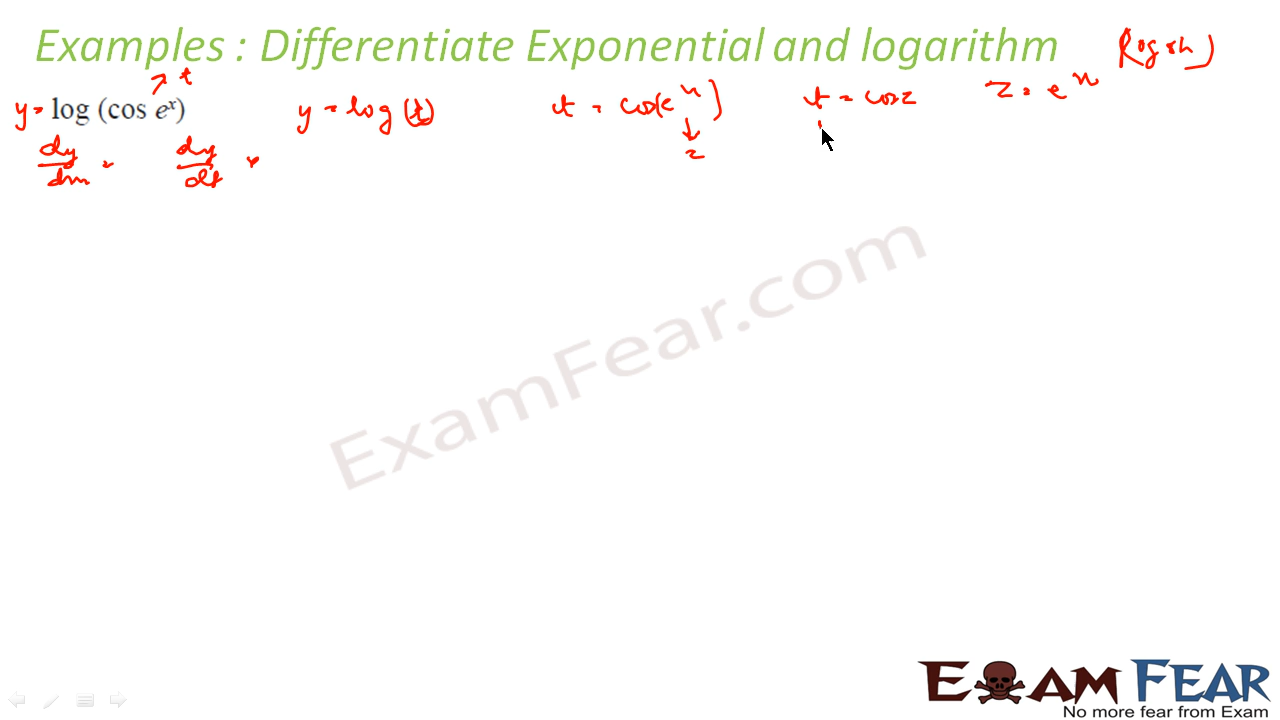 Examples : Differentiate Exponential and logarithm
t
y = log (cos eˣ) y = log (t) t = cos(eˣ) t = cos z z = eˣ
z
dy/dx = dy/dt ×
ExamFear.com
EXAM FEAR
No more fear from Exam